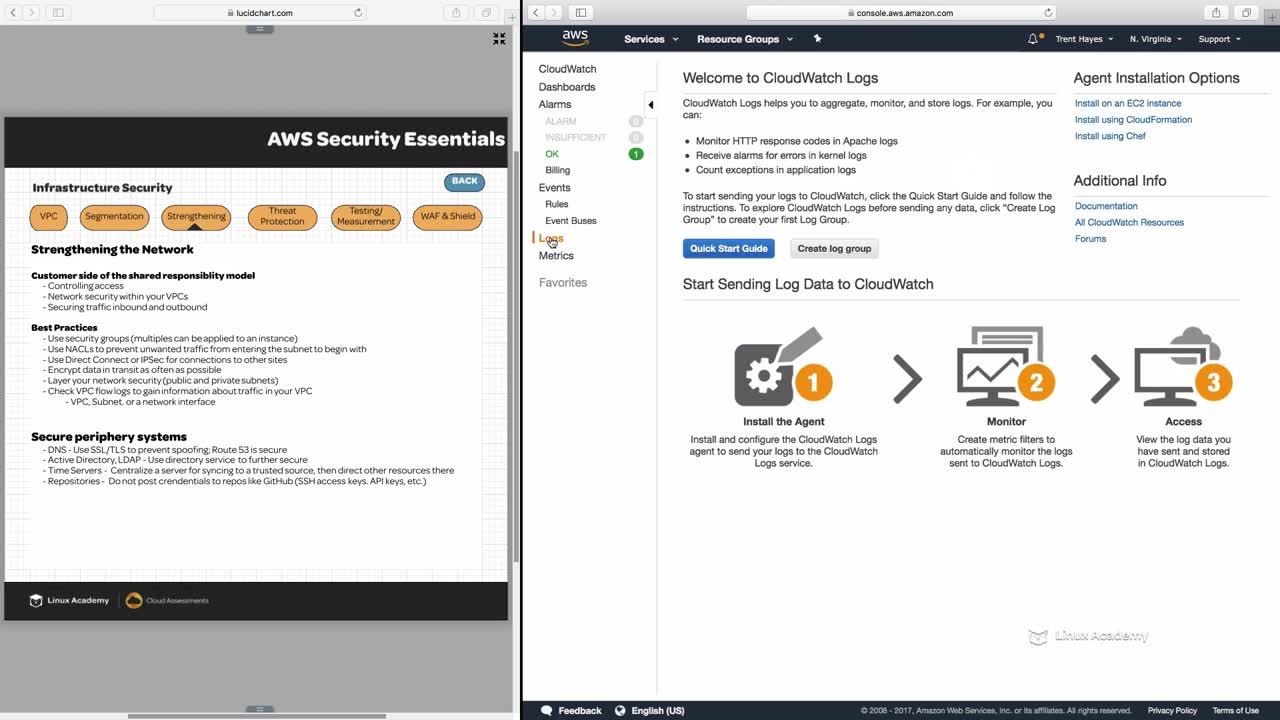 lucidchart.com
AWS Security Essentials
Infrastructure Security
BACK
VPC
Segmentation
Strengthening
Threat
Protection
Testing/
Measurement
WAF & Shield
Strengthening the Network
Customer side of the shared responsiblity model
- Controlling access
- Network security within your VPCs
- Securing traffic inbound and outbound
Best Practices
- Use security groups (multiples can be applied to an instance)
- Use NACLs to prevent unwanted traffic from entering the subnet to begin with
- Use Direct Connect or IPSec for connections to other sites
- Encrypt data in transit as often as possible
- Layer your network security (public and private subnets)
- Check VPC flow logs to gain information about traffic in your VPC
- VPC, Subnet. or a network interface
Secure periphery systems
- DNS - Use SSL/TLS to prevent spoofing; Route 53 is secure
- Active Directory, LDAP - Use directory service to further secure
- Time Servers - Centralize a server for syncing to a trusted source, then direct other resources there
- Repositories - Do not post crendentials to repos like GitHub (SSH access keys. API keys, etc.)
Linux Academy
Cloud Assessments
console.aws.amazon.com
aws
Services
Resource Groups
Trent Hayes
N. Virginia
Support
CloudWatch
Dashboards
Alarms
ALARM 0
INSUFFICIENT 0
OK 1
Billing
Events
Rules
Event Buses
Logs
Metrics
Favorites
Welcome to CloudWatch Logs
CloudWatch Logs helps you to aggregate, monitor, and store logs. For example, you
can:
• Monitor HTTP response codes in Apache logs
• Receive alarms for errors in kernel logs
• Count exceptions in application logs
To start sending your logs to CloudWatch, click the Quick Start Guide and follow the
instructions. To explore CloudWatch Logs before sending any data, click "Create Log
Group" to create your first Log Group.
Quick Start Guide
Create log group
Agent Installation Options
Install on an EC2 instance
Install using CloudFormation
Install using Chef
Additional Info
Documentation
All CloudWatch Resources
Forums
Start Sending Log Data to CloudWatch
1
Install the Agent
Install and configure the CloudWatch Logs
agent to send your logs to the CloudWatch
Logs service.
2
Monitor
Create metric filters to
automatically monitor the logs
sent to CloudWatch Logs.
3
Access
View the log data you
have sent and stored
in CloudWatch Logs.
Linux Academy
Feedback
English (US)
© 2008 - 2017, Amazon Web Services, Inc. or its affiliates. All rights reserved.
Privacy Policy
Terms of Use